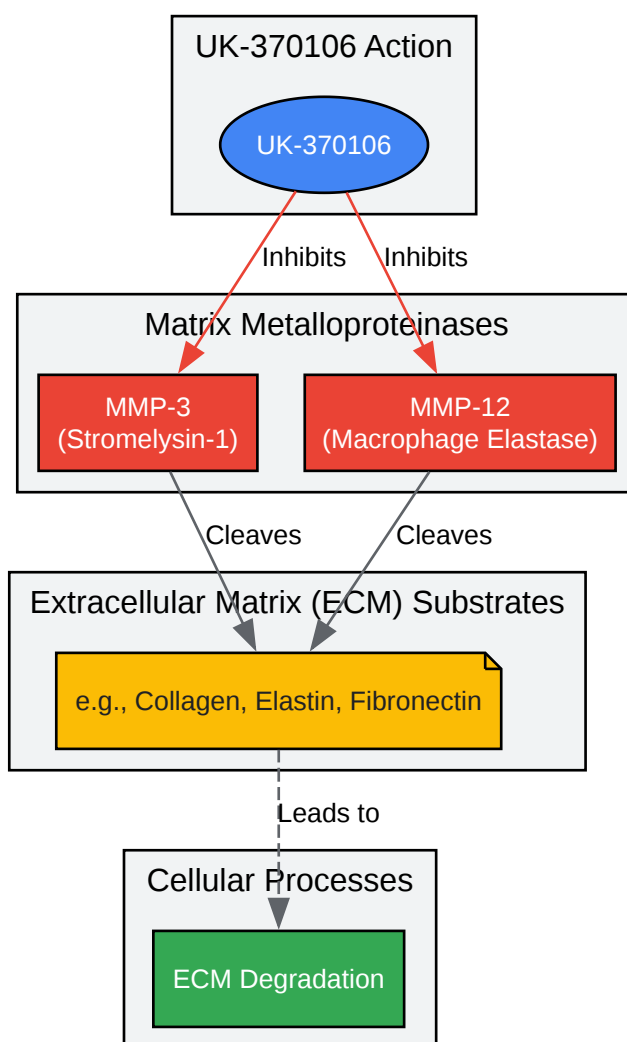 UK-370106 Action
UK-370106
Inhibits
Inhibits
Matrix Metalloproteinases
MMP-3
(Stromelysin-1)
MMP-12
(Macrophage Elastase)
Cleaves
Cleaves
Extracellular Matrix (ECM) Substrates
e.g., Collagen, Elastin, Fibronectin
Leads to
Cellular Processes
ECM Degradation